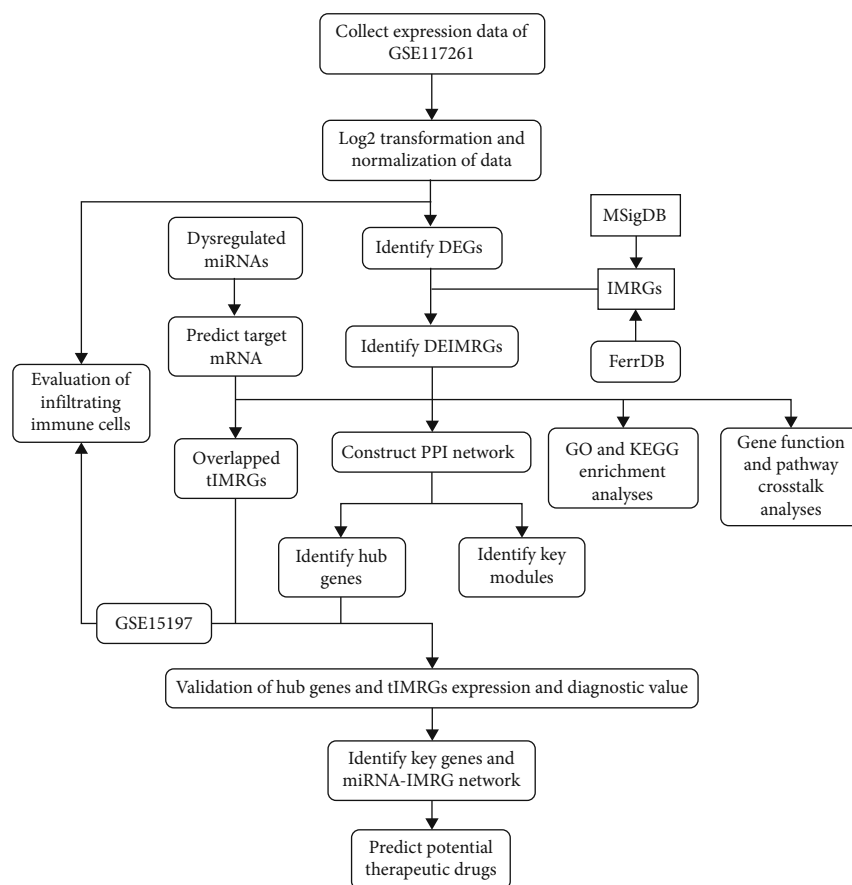 Collect expression data of
GSE117261
Log2 transformation and
normalization of data
MSigDB
Dysregulated
miRNAs
Identify DEGs
IMRGs
Predict target
mRNA
Identify DEIMRGs
FerrDB
Evaluation of
infiltrating
immune cells
Overlapped
tIMRGs
Construct PPI network
GO and KEGG
enrichment
analyses
Gene function
and pathway
crosstalk
analyses
Identify hub
genes
Identify key
modules
GSE15197
Validation of hub genes and tIMRGs expression and diagnostic value
Identify key genes and
miRNA-IMRG network
Predict potential
therapeutic drugs